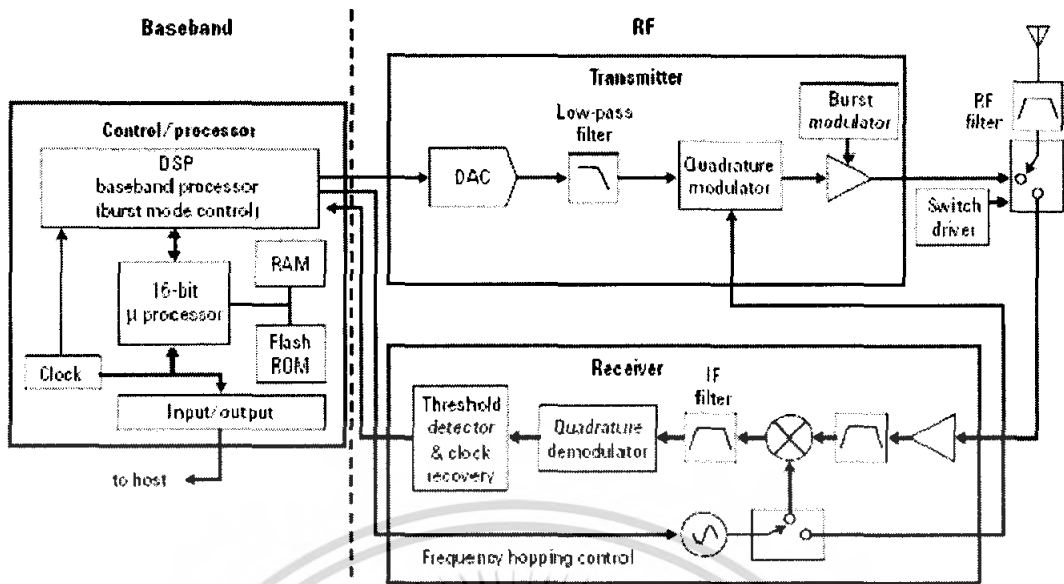 Baseband
RF
Transmitter
Control/processor
DSP
baseband processor
(burst mode control)
16-bit
μ processor
RAM
Flash
ROM
Clock
Input/output
to host
DAC
Low-pass
filter
Quadrature
modulator
Burst
modulator
RF
filter
Switch
driver
Receiver
Threshold
detector
& clock
recovery
Quadrature
demodulator
IF
filter
Frequency hopping control